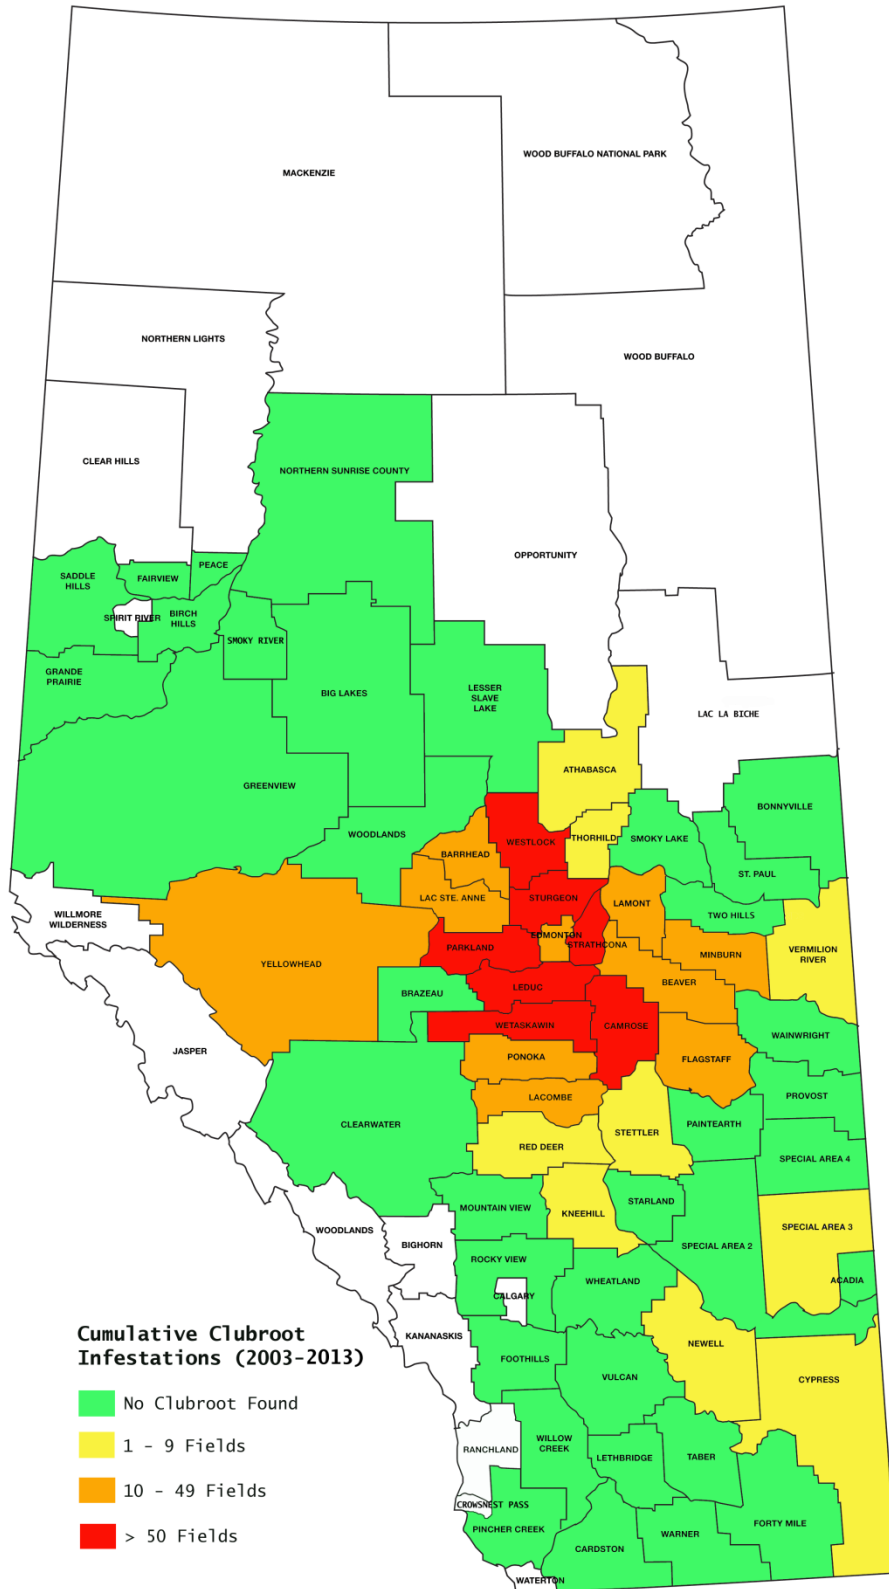 MACKENZIE
WOOD BUFFALO NATIONAL PARK
NORTHERN LIGHTS
WOOD BUFFALO
CLEAR HILLS
NORTHERN SUNRISE COUNTY
OPPORTUNITY
PEACE
SADDLE
HILLS
FAIRVIEW
SPIRIT RIVER
BIRCH
HILLS
SMOKY RIVER
GRANDE
PRAIRIE
BIG LAKES
LESSER
SLAVE
LAKE
LAC LA BICHE
ATHABASCA
GREENVIEW
BONNYVILLE
WOODLANDS
WESTLOCK
THORHILD
SMOKY LAKE
BARRHEAD
ST. PAUL
LAC STE. ANNE
STURGEON
LAMONT
TWO HILLS
WILLMORE
WILDERNESS
EDMONTON
STRATHCONA
PARKLAND
MINBURN
VERMILION
RIVER
YELLOWHEAD
BEAVER
BRAZEAU
LEDUC
WETASKAWIN
CAMROSE
WAINWRIGHT
JASPER
PONOKA
FLAGSTAFF
LACOMBE
PROVOST
CLEARWATER
STETTLER
PAINTEARTH
RED DEER
SPECIAL AREA 4
MOUNTAIN VIEW
KNEEHILL
STARLAND
WOODLANDS
BIGHORN
SPECIAL AREA 2
SPECIAL AREA 3
ROCKY VIEW
WHEATLAND
ACADIA
CALGARY
KANANASKIS
NEWELL
FOOTHILLS
VULCAN
CYPRESS
RANCHLAND
WILLOW
CREEK
LETHBRIDGE
TABER
CROWSNEST PASS
PINCHER CREEK
FORTY MILE
WARNER
CARDSTON
WATERTON
Cumulative Clubroot
Infestations (2003-2013)
No Clubroot Found
1 - 9 Fields
10 - 49 Fields
> 50 Fields